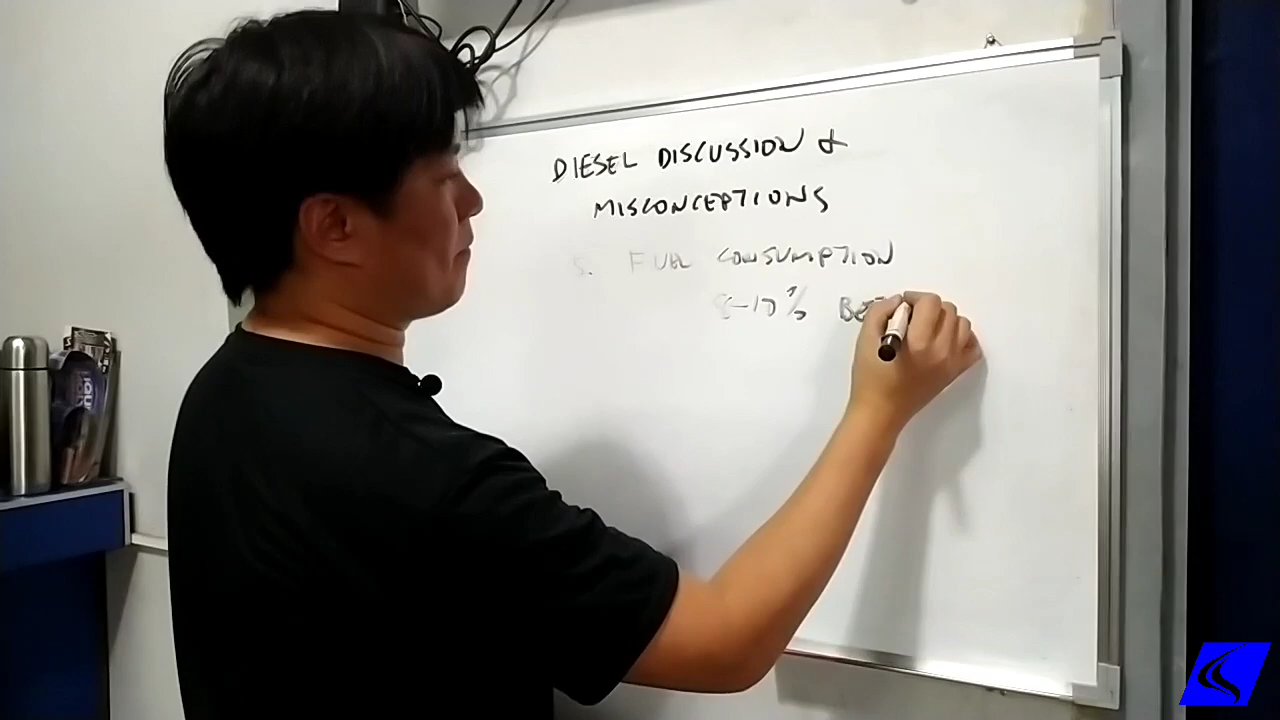 DIESEL DISCUSSION &
MISCONCEPTIONS
5. FUEL CONSUMPTION
8-10%